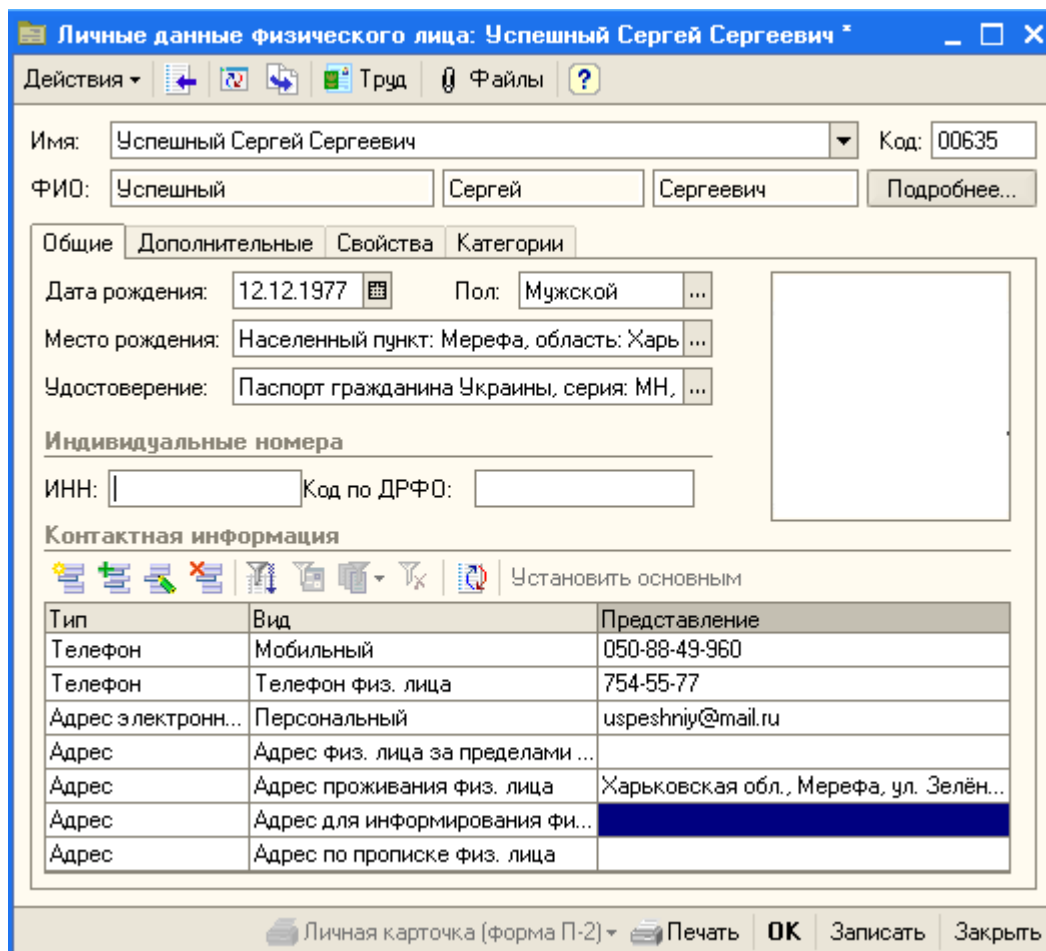 Личные данные физического лица: Успешный Сергей Сергеевич *
Действия Труд Файлы ?
Имя: Успешный Сергей Сергеевич Код: 00635
ФИО: Успешный Сергей Сергеевич Подробнее...
Общие Дополнительные Свойства Категории
Дата рождения: 12.12.1977 Пол: Мужской ...
Место рождения: Населенный пункт: Мерефа, область: Харь ...
Удостоверение: Паспорт гражданина Украины, серия: МН, ...
Индивидуальные номера
ИНН: Код по ДРФО:
Контактная информация
Установить основным
Тип Вид Представление
Телефон Мобильный 050-88-49-960
Телефон Телефон физ. лица 754-55-77
Адрес электронн... Персональный uspeshniy@mail.ru
Адрес Адрес физ. лица за пределами ...
Адрес Адрес проживания физ. лица Харьковская обл., Мерефа, ул. Зелён...
Адрес Адрес для информирования фи...
Адрес Адрес по прописке физ. лица
Личная карточка (форма П-2) Печать OK Записать Закрыть